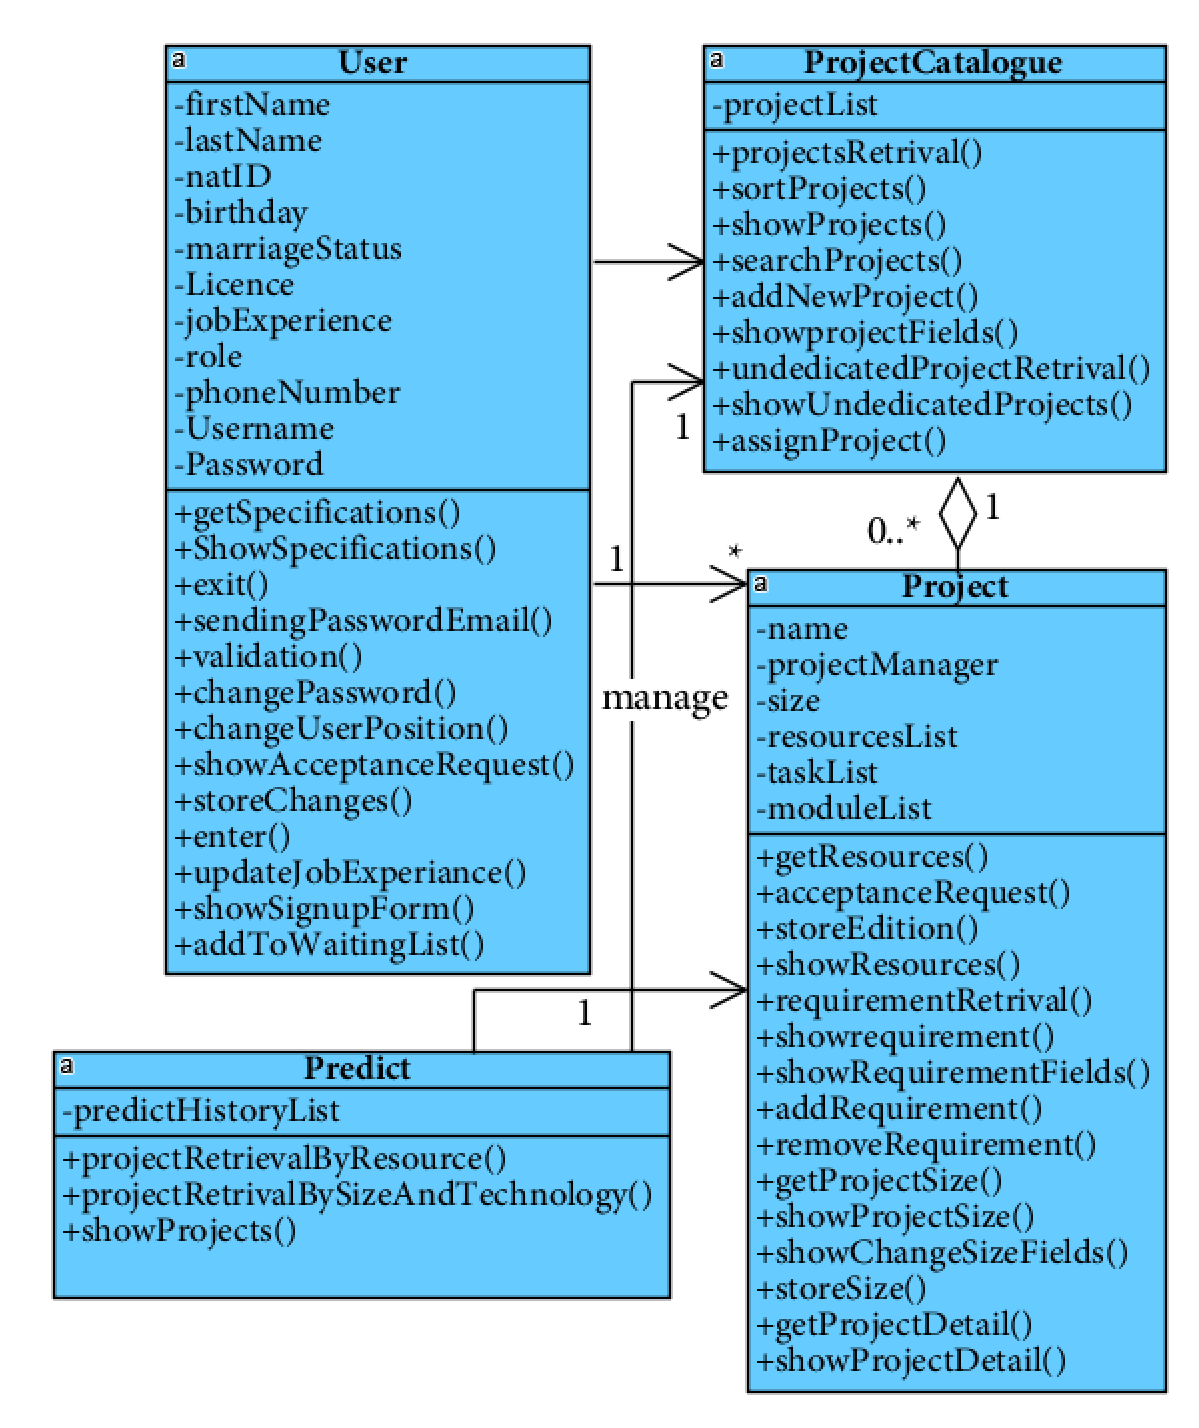 a
User
-firstName
-lastName
-natID
-birthday
-marriageStatus
-Licence
-jobExperience
-role
-phoneNumber
-Username
-Password
+getSpecifications()
+ShowSpecifications()
+exit()
+sendingPasswordEmail()
+validation()
+changePassword()
+changeUserPosition()
+showAcceptanceRequest()
+storeChanges()
+enter()
+updateJobExperiance()
+showSignupForm()
+addToWaitingList()
a
ProjectCatalogue
-projectList
+projectsRetrival()
+sortProjects()
+showProjects()
+searchProjects()
+addNewProject()
+showprojectFields()
+undedicatedProjectRetrival()
+showUndedicatedProjects()
+assignProject()
1
0..*
1
1
*
manage
1
a
Project
-name
-projectManager
-size
-resourcesList
-taskList
-moduleList
+getResources()
+acceptanceRequest()
+storeEdition()
+showResources()
+requirementRetrival()
+showrequirement()
+showRequirementFields()
+addRequirement()
+removeRequirement()
+getProjectSize()
+showProjectSize()
+showChangeSizeFields()
+storeSize()
+getProjectDetail()
+showProjectDetail()
a
Predict
-predictHistoryList
+projectRetrievalByResource()
+projectRetrivalBySizeAndTechnology()
+showProjects()